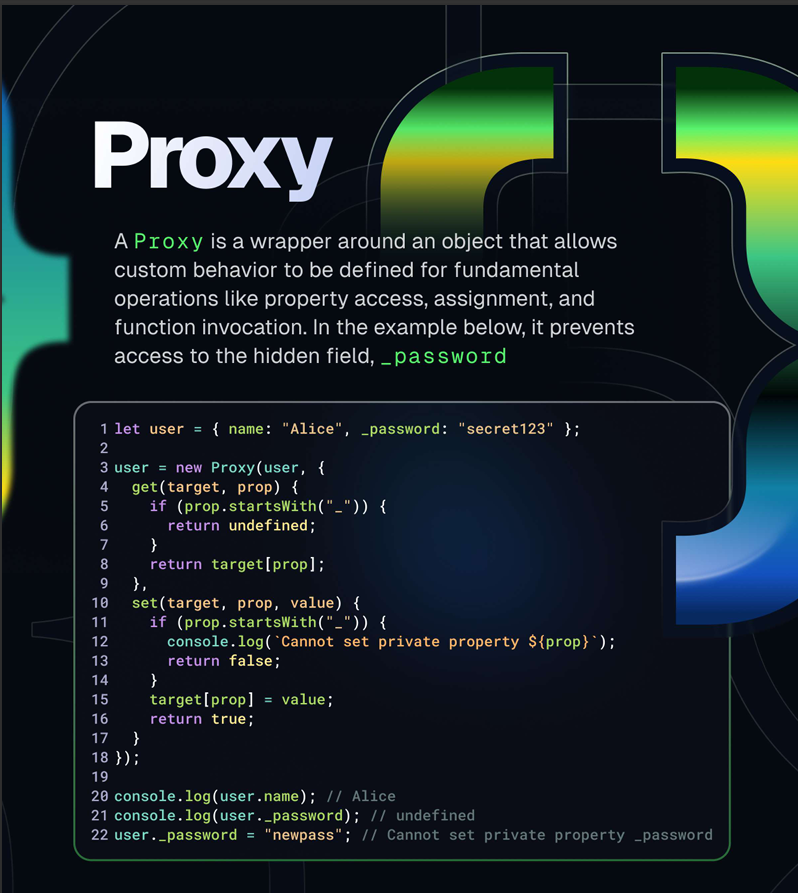 Proxy
A Proxy is a wrapper around an object that allows
custom behavior to be defined for fundamental
operations like property access, assignment, and
function invocation. In the example below, it prevents
access to the hidden field, _password
1 let user = { name: "Alice", _password: "secret123" };
2
3 user = new Proxy(user, {
4   get(target, prop) {
5     if (prop.startsWith("_")) {
6       return undefined;
7     }
8     return target[prop];
9   },
10   set(target, prop, value) {
11     if (prop.startsWith("_")) {
12       console.log(`Cannot set private property ${prop}`);
13       return false;
14     }
15     target[prop] = value;
16     return true;
17   }
18 });
19
20 console.log(user.name); // Alice
21 console.log(user._password); // undefined
22 user._password = "newpass"; // Cannot set private property _password